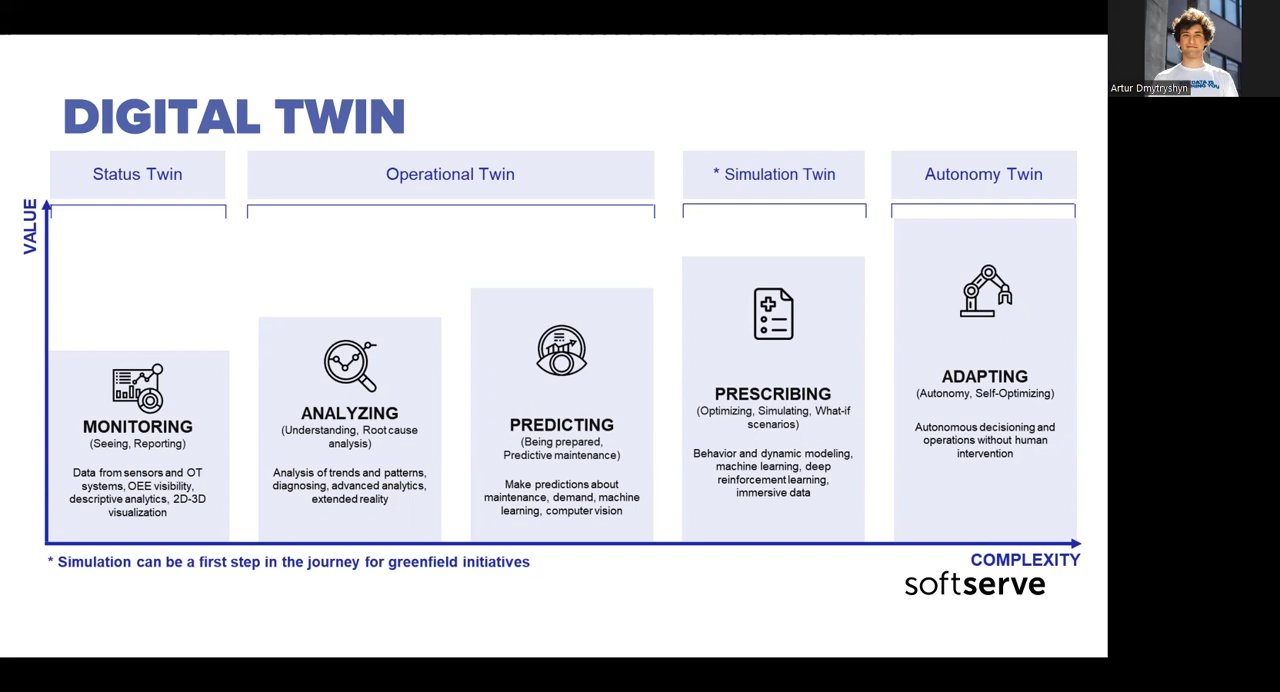 DIGITAL TWIN
Status Twin
Operational Twin
* Simulation Twin
Autonomy Twin
VALUE
MONITORING
(Seeing, Reporting)
Data from sensors and OT
systems, OEE visibility,
descriptive analytics, 2D-3D
visualization
ANALYZING
(Understanding, Root cause
analysis)
Analysis of trends and patterns,
diagnosing, advanced analytics,
extended reality
PREDICTING
(Being prepared,
Predictive maintenance)
Make predictions about
maintenance, demand, machine
learning, computer vision
PRESCRIBING
(Optimizing, Simulating, What-if
scenarios)
Behavior and dynamic modeling,
machine learning, deep
reinforcement learning,
immersive data
ADAPTING
(Autonomy, Self-Optimizing)
Autonomous decisioning and
operations without human
intervention
* Simulation can be a first step in the journey for greenfield initiatives
COMPLEXITY
softserve
Artur Dmytryshyn